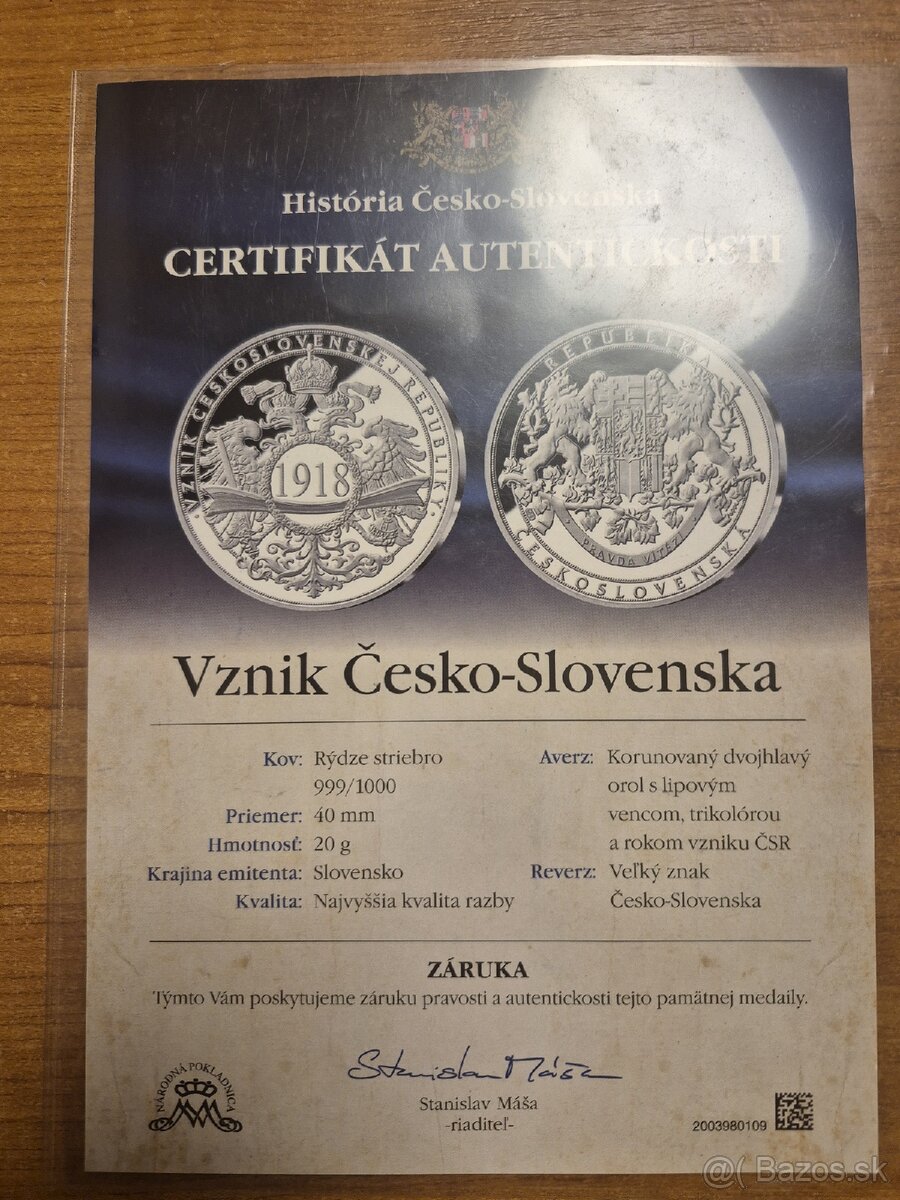 História Česko-Slovenska
CERTIFIKÁT AUTENTICKOSTI
· VZNIK ČESKOSLOVENSKEJ REPUBLIKY ·
1918
REPUBLIKA
ČESKOSLOVENSKÁ
PRAVDA VÍTĚZÍ
Vznik Česko-Slovenska
Kov: Rýdze striebro
999/1000
Priemer: 40 mm
Hmotnosť: 20 g
Krajina emitenta: Slovensko
Kvalita: Najvyššia kvalita razby
Averz: Korunovaný dvojhlavý
orol s lipovým
vencom, trikolórou
a rokom vzniku ČSR
Reverz: Veľký znak
Česko-Slovenska
ZÁRUKA
Týmto Vám poskytujeme záruku pravosti a autentickosti tejto pamätnej medaily.
Stanislav Máša
Stanislav Máša
-riaditeľ-
NÁRODNÁ POKLADNICA
2003980109
@( Bazos.sk